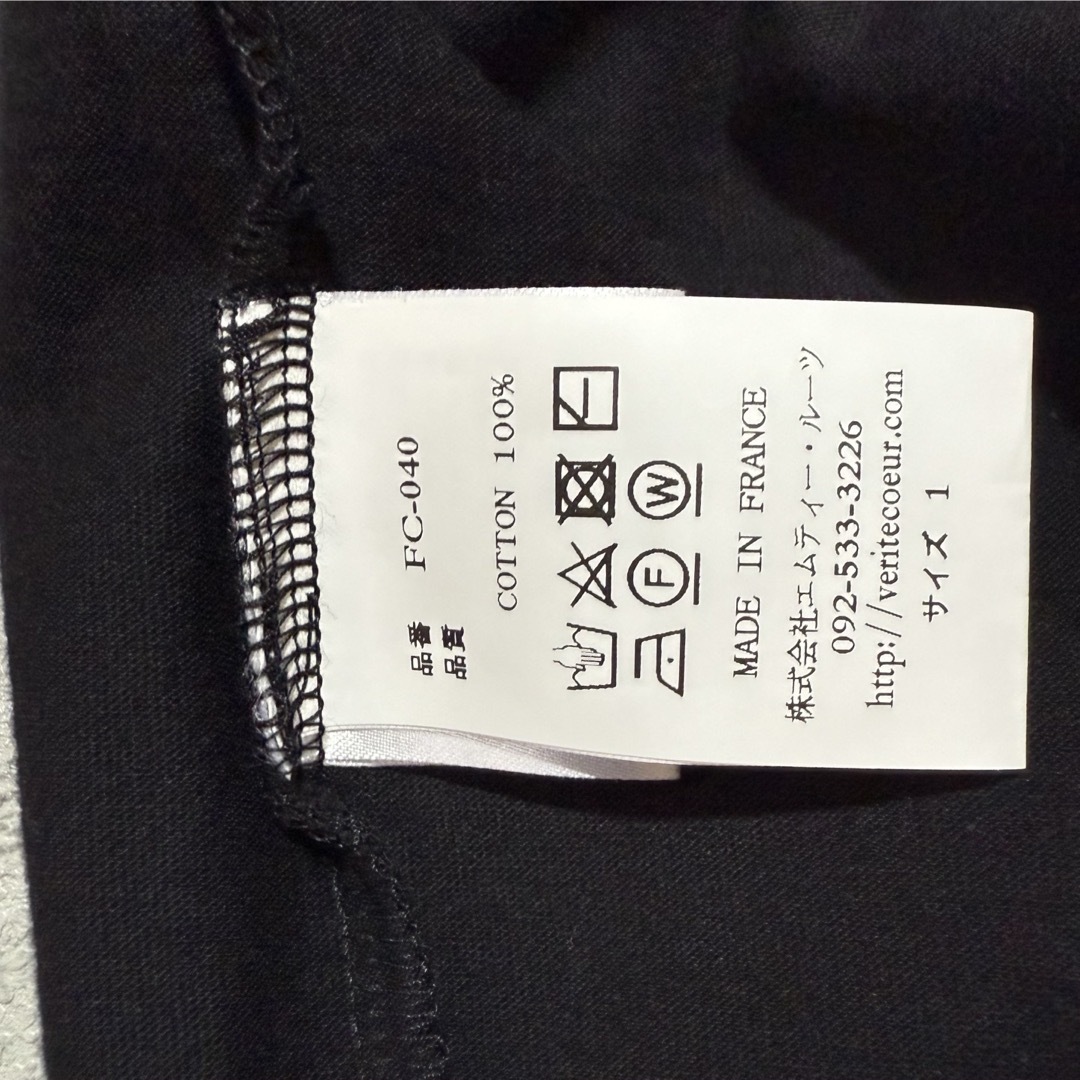 品番 FC-040
品質
COTTON 100%
W
F
MADE IN FRANCE
株式会社エムティー・ルーツ
092-533-3226
http://veritecoeur.com
サイズ 1